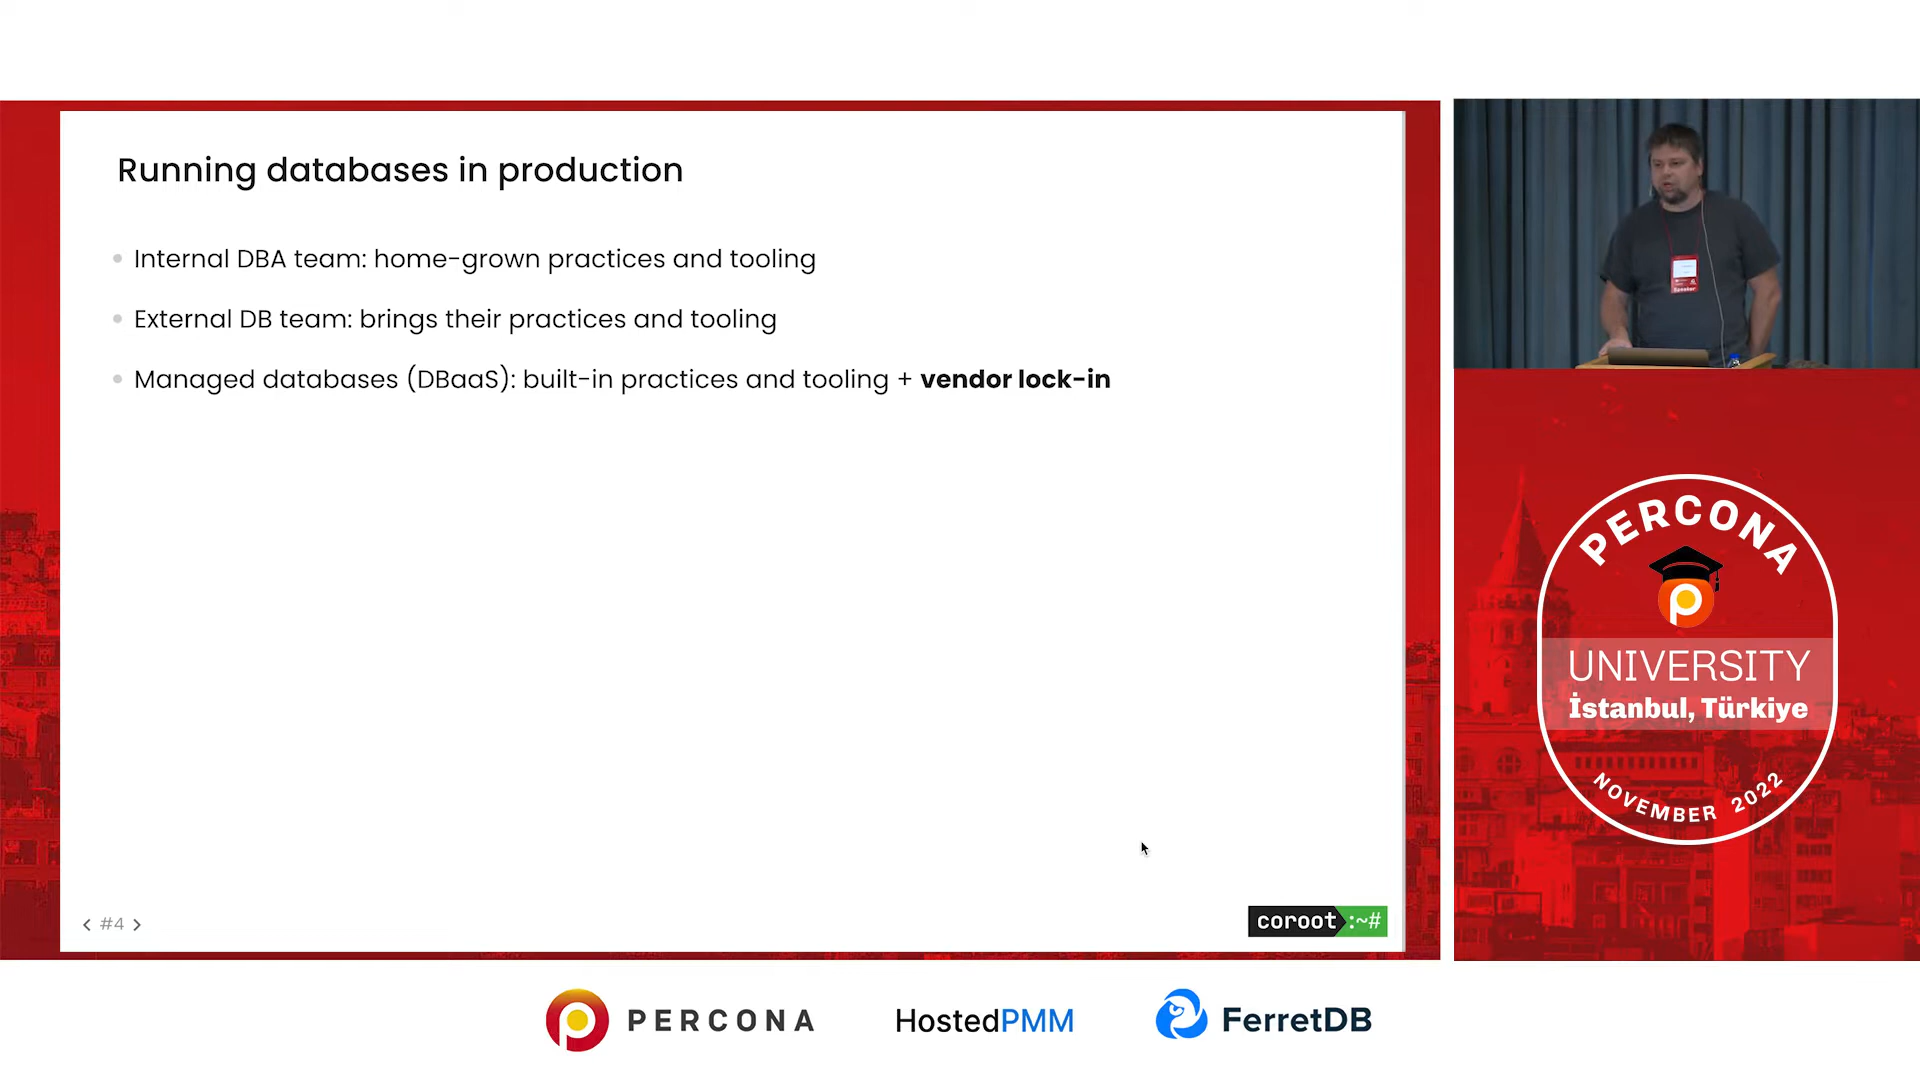 Running databases in production
Internal DBA team: home-grown practices and tooling
External DB team: brings their practices and tooling
Managed databases (DBaaS): built-in practices and tooling + vendor lock-in
< #4 >
coroot:~#
PERCONA
UNIVERSITY
İstanbul, Türkiye
NOVEMBER 2022
PERCONA
HostedPMM
FerretDB